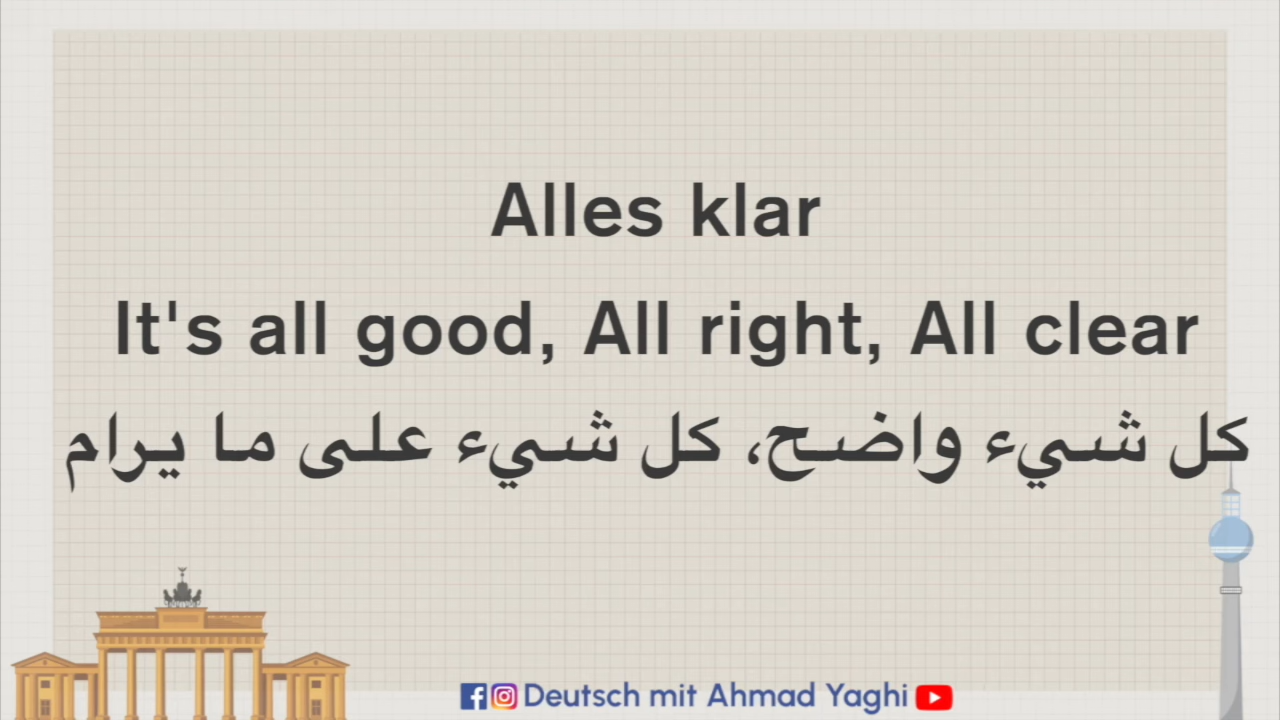 Alles klar
It's all good, All right, All clear
كل شيء واضح، كل شيء على ما يرام
Deutsch mit Ahmad Yaghi